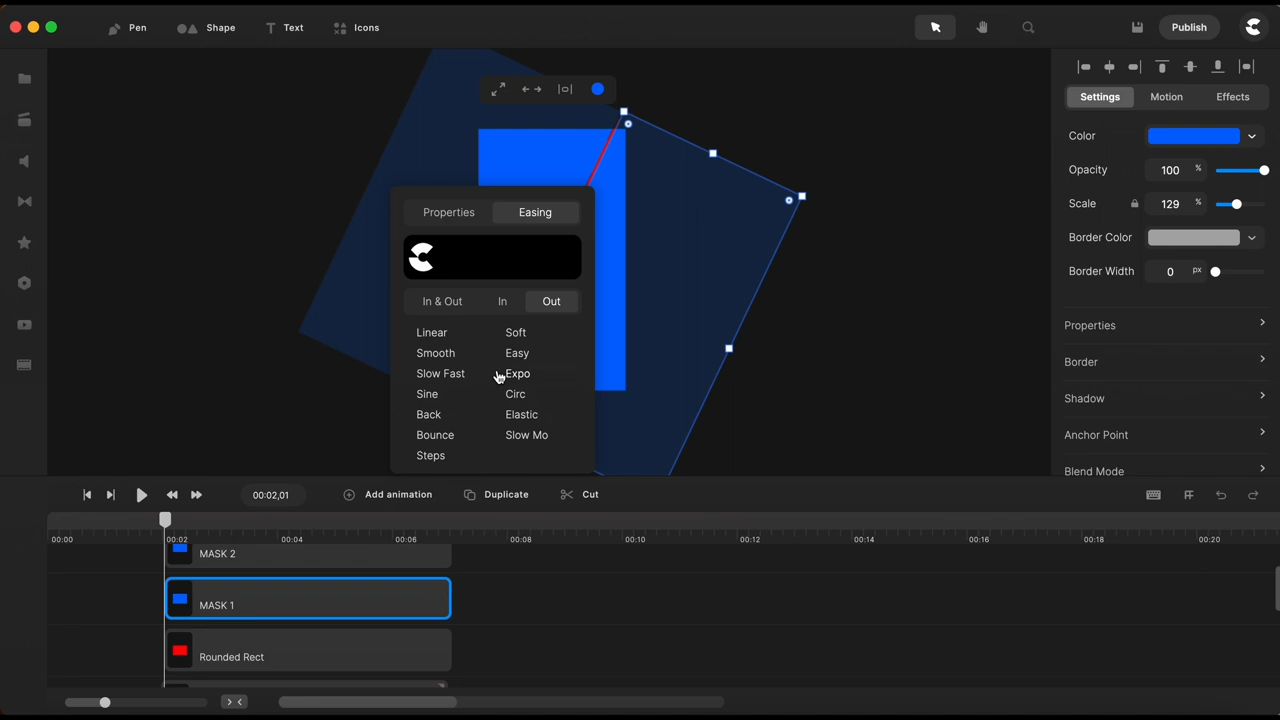 Pen Shape Text Icons Publish
Settings Motion Effects
Color
Opacity 100 %
Scale 129 %
Border Color
Border Width 0 px
Properties
Border
Shadow
Anchor Point
Blend Mode
Properties Easing
In & Out In Out
Linear Soft
Smooth Easy
Slow Fast Expo
Sine Circ
Back Elastic
Bounce Slow Mo
Steps
00:02,01 Add animation Duplicate Cut
00:00 00:02 00:04 00:06 00:08 00:10 00:12 00:14 00:16 00:18 00:20
MASK 2
MASK 1
Rounded Rect